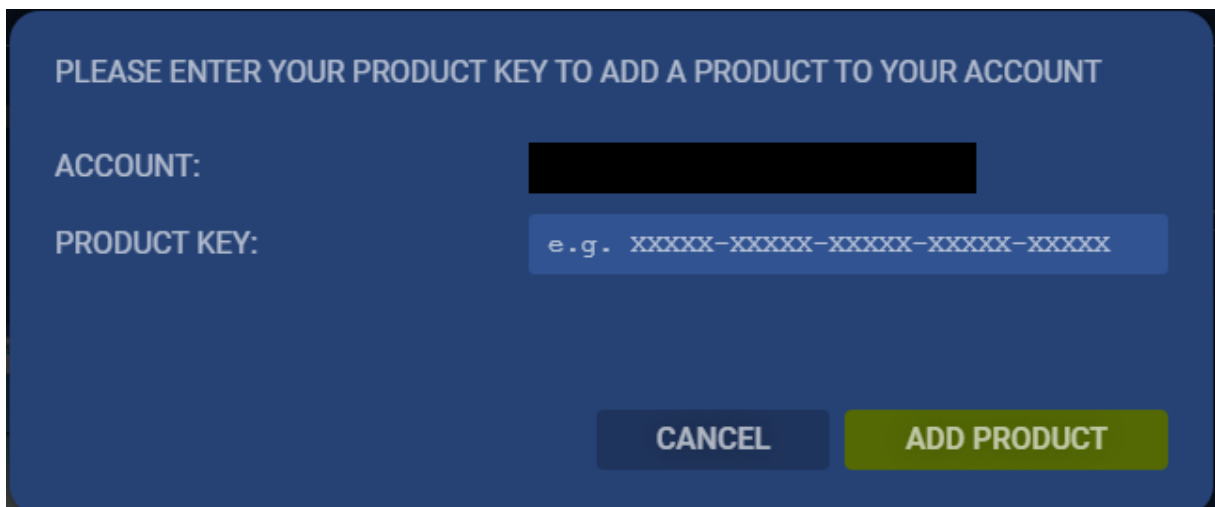 PLEASE ENTER YOUR PRODUCT KEY TO ADD A PRODUCT TO YOUR ACCOUNT
ACCOUNT:
PRODUCT KEY: e.g. XXXXX-XXXXX-XXXXX-XXXXX-XXXXX
CANCEL ADD PRODUCT